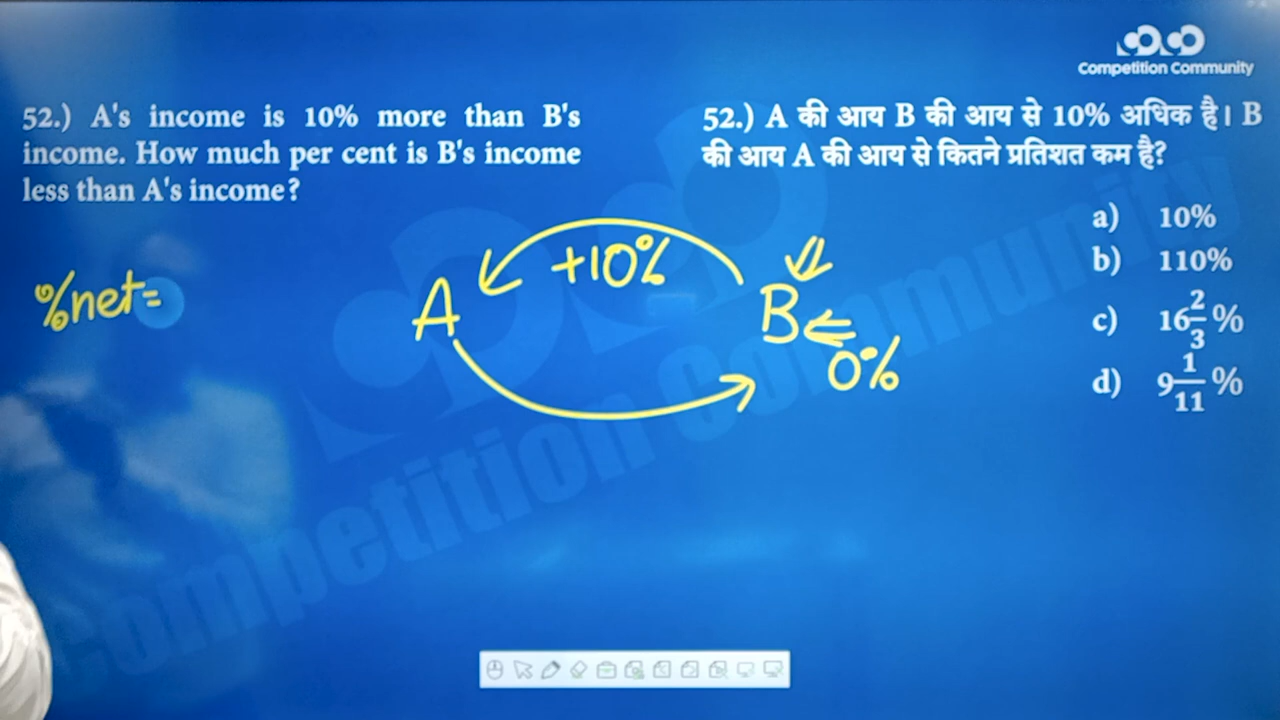 Competition Community
52.) A's income is 10% more than B's
income. How much per cent is B's income
less than A's income?
52.) A की आय B की आय से 10% अधिक है। B
की आय A की आय से कितने प्रतिशत कम है?
a) 10%
b) 110%
c) 16 2/3 %
d) 9 1/11 %
%net=
A +10% B
0%
Competition Community